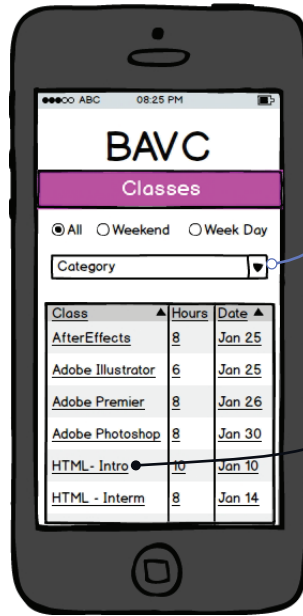 ABC 08:25 PM
BAVC
Classes
All Weekend Week Day
Category
Class Hours Date
AfterEffects 8 Jan 25
Adobe Illustrator 6 Jan 25
Adobe Premier 8 Jan 26
Adobe Photoshop 8 Jan 30
HTML- Intro 10 Jan 10
HTML - Interm 8 Jan 14